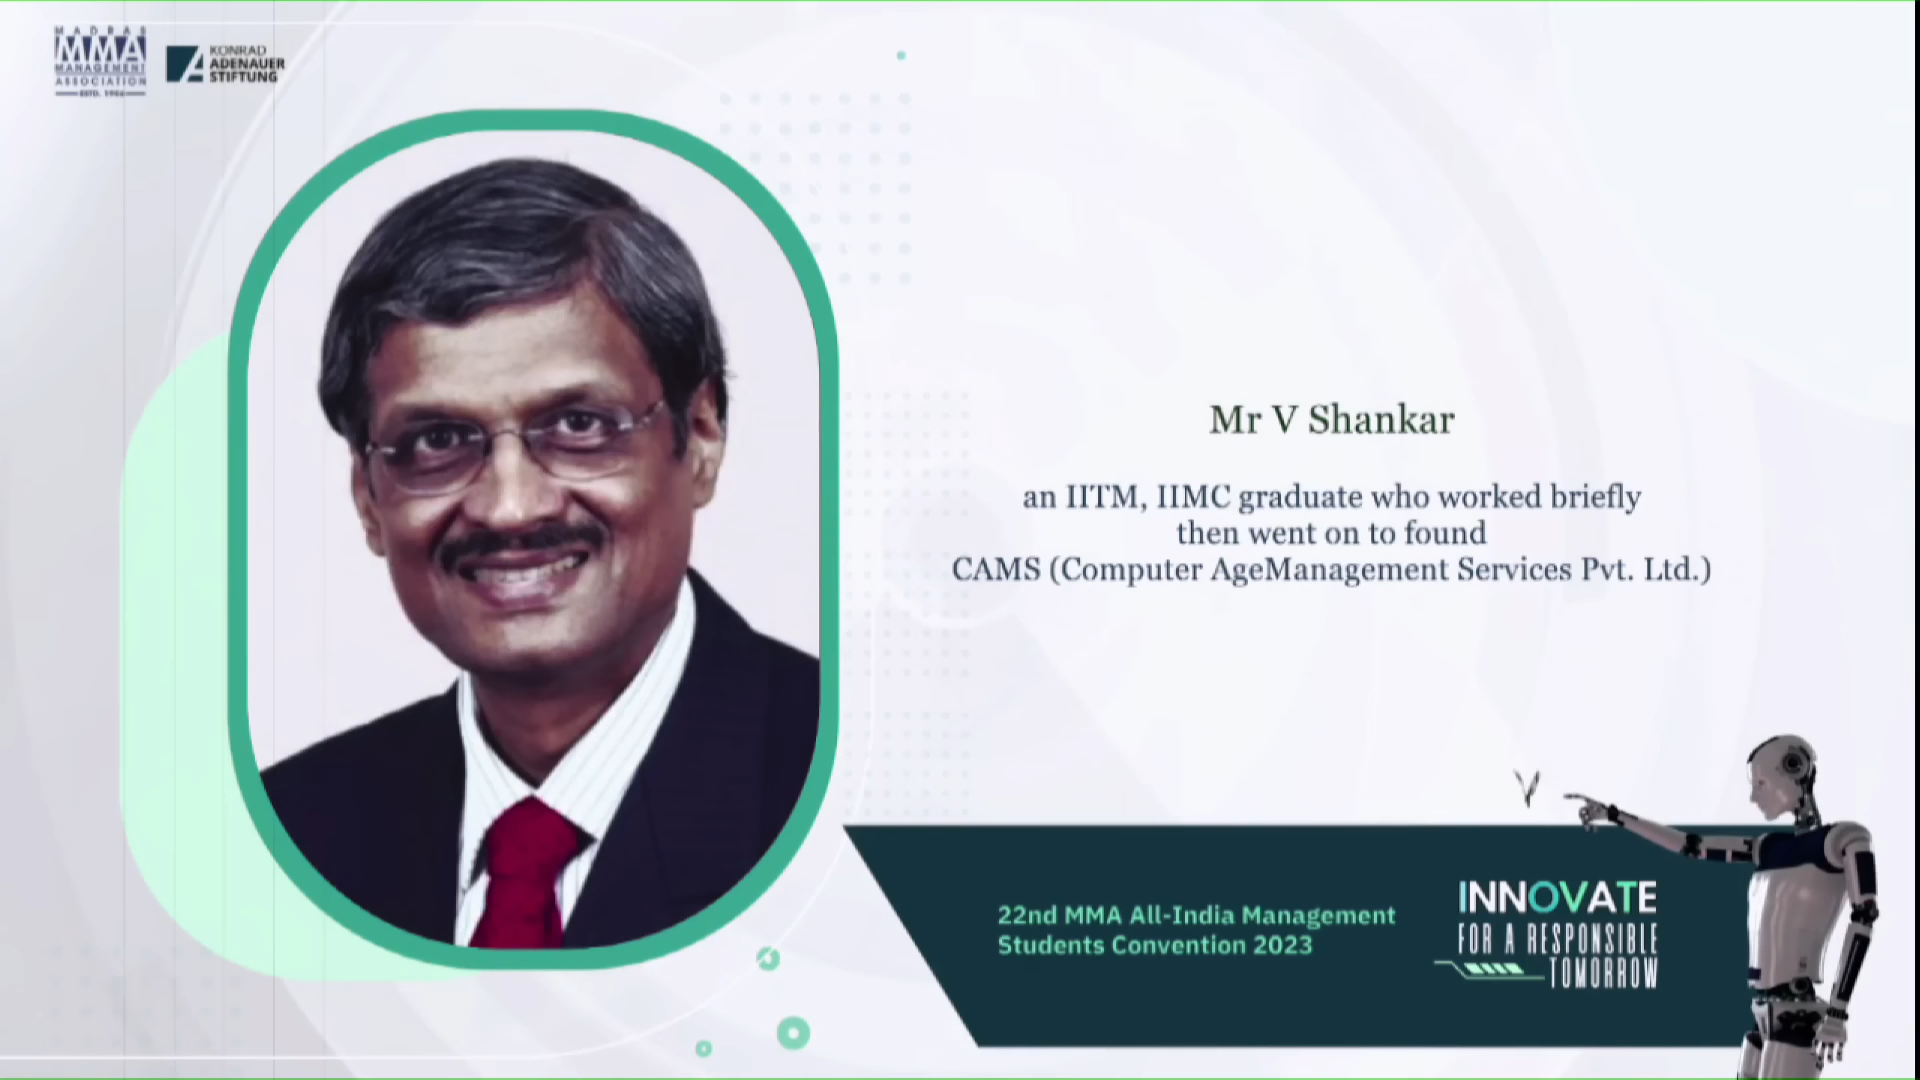 MADRAS
MMA
MANAGEMENT
ASSOCIATION
ESTD. 1956
KONRAD
ADENAUER
STIFTUNG
Mr V Shankar
an IITM, IIMC graduate who worked briefly
then went on to found
CAMS (Computer AgeManagement Services Pvt. Ltd.)
22nd MMA All-India Management
Students Convention 2023
INNOVATE
FOR A RESPONSIBLE
TOMORROW